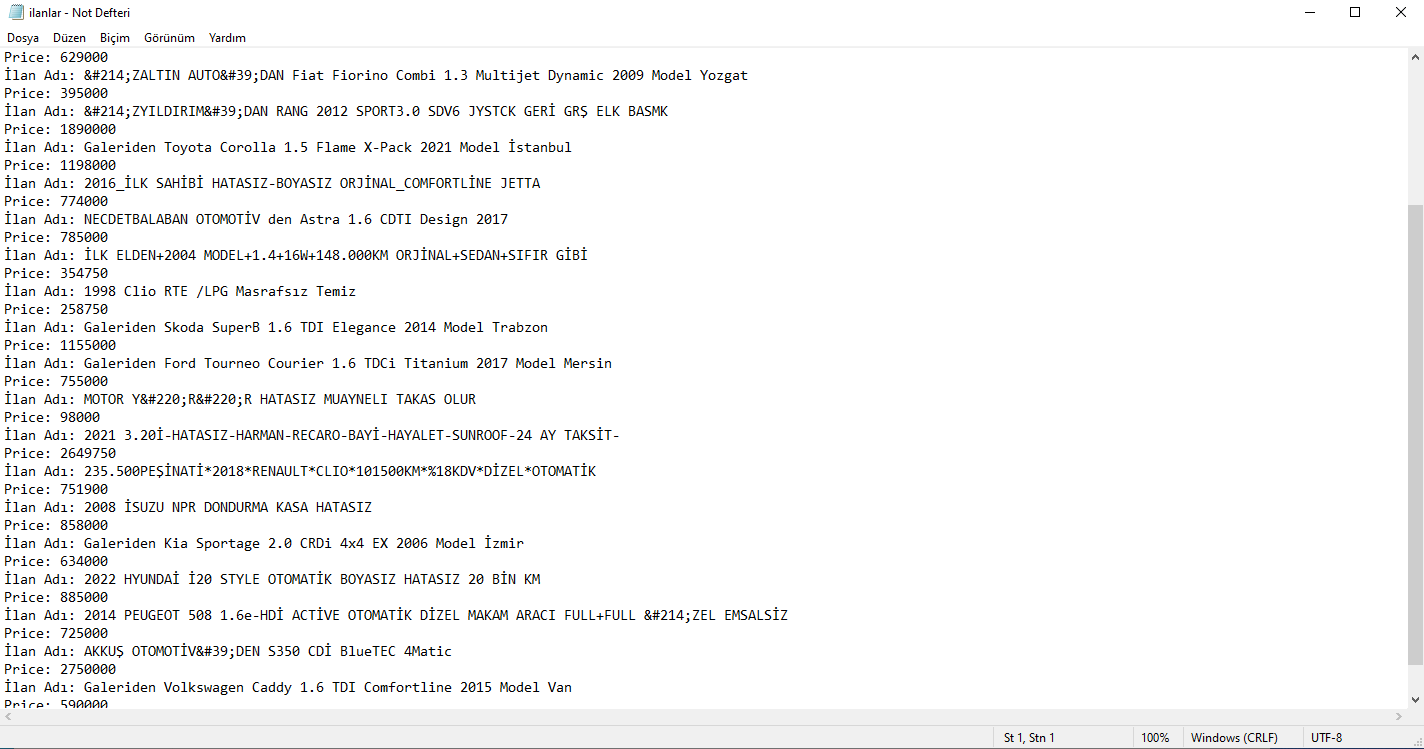 ilanlar - Not Defteri
Dosya Düzen Biçim Görünüm Yardım
Price: 629000
İlan Adı: &#214;ZALTIN AUTO&#39;DAN Fiat Fiorino Combi 1.3 Multijet Dynamic 2009 Model Yozgat
Price: 395000
İlan Adı: &#214;ZYILDIRIM&#39;DAN RANG 2012 SPORT3.0 SDV6 JYSTCK GERİ GRŞ ELK BASMK
Price: 1890000
İlan Adı: Galeriden Toyota Corolla 1.5 Flame X-Pack 2021 Model İstanbul
Price: 1198000
İlan Adı: 2016_İLK SAHİBİ HATASIZ-BOYASIZ ORJİNAL_COMFORTLİNE JETTA
Price: 774000
İlan Adı: NECDETBALABAN OTOMOTİV den Astra 1.6 CDTI Design 2017
Price: 785000
İlan Adı: İLK ELDEN+2004 MODEL+1.4+16W+148.000KM ORJİNAL+SEDAN+SIFIR GİBİ
Price: 354750
İlan Adı: 1998 Clio RTE /LPG Masrafsız Temiz
Price: 258750
İlan Adı: Galeriden Skoda SuperB 1.6 TDI Elegance 2014 Model Trabzon
Price: 1155000
İlan Adı: Galeriden Ford Tourneo Courier 1.6 TDCi Titanium 2017 Model Mersin
Price: 755000
İlan Adı: MOTOR Y&#220;R&#220;R HATASIZ MUAYNELI TAKAS OLUR
Price: 98000
İlan Adı: 2021 3.20İ-HATASIZ-HARMAN-RECARO-BAYİ-HAYALET-SUNROOF-24 AY TAKSİT-
Price: 2649750
İlan Adı: 235.500PEŞİNATİ*2018*RENAULT*CLIO*101500KM*%18KDV*DİZEL*OTOMATİK
Price: 751900
İlan Adı: 2008 İSUZU NPR DONDURMA KASA HATASIZ
Price: 858000
İlan Adı: Galeriden Kia Sportage 2.0 CRDi 4x4 EX 2006 Model İzmir
Price: 634000
İlan Adı: 2022 HYUNDAİ İ20 STYLE OTOMATİK BOYASIZ HATASIZ 20 BİN KM
Price: 885000
İlan Adı: 2014 PEUGEOT 508 1.6e-HDİ ACTİVE OTOMATİK DİZEL MAKAM ARACI FULL+FULL &#214;ZEL EMSALSİZ
Price: 725000
İlan Adı: AKKUŞ OTOMOTİV&#39;DEN S350 CDİ BlueTEC 4Matic
Price: 2750000
İlan Adı: Galeriden Volkswagen Caddy 1.6 TDI Comfortline 2015 Model Van
Price: 590000
St 1, Stn 1 100% Windows (CRLF) UTF-8